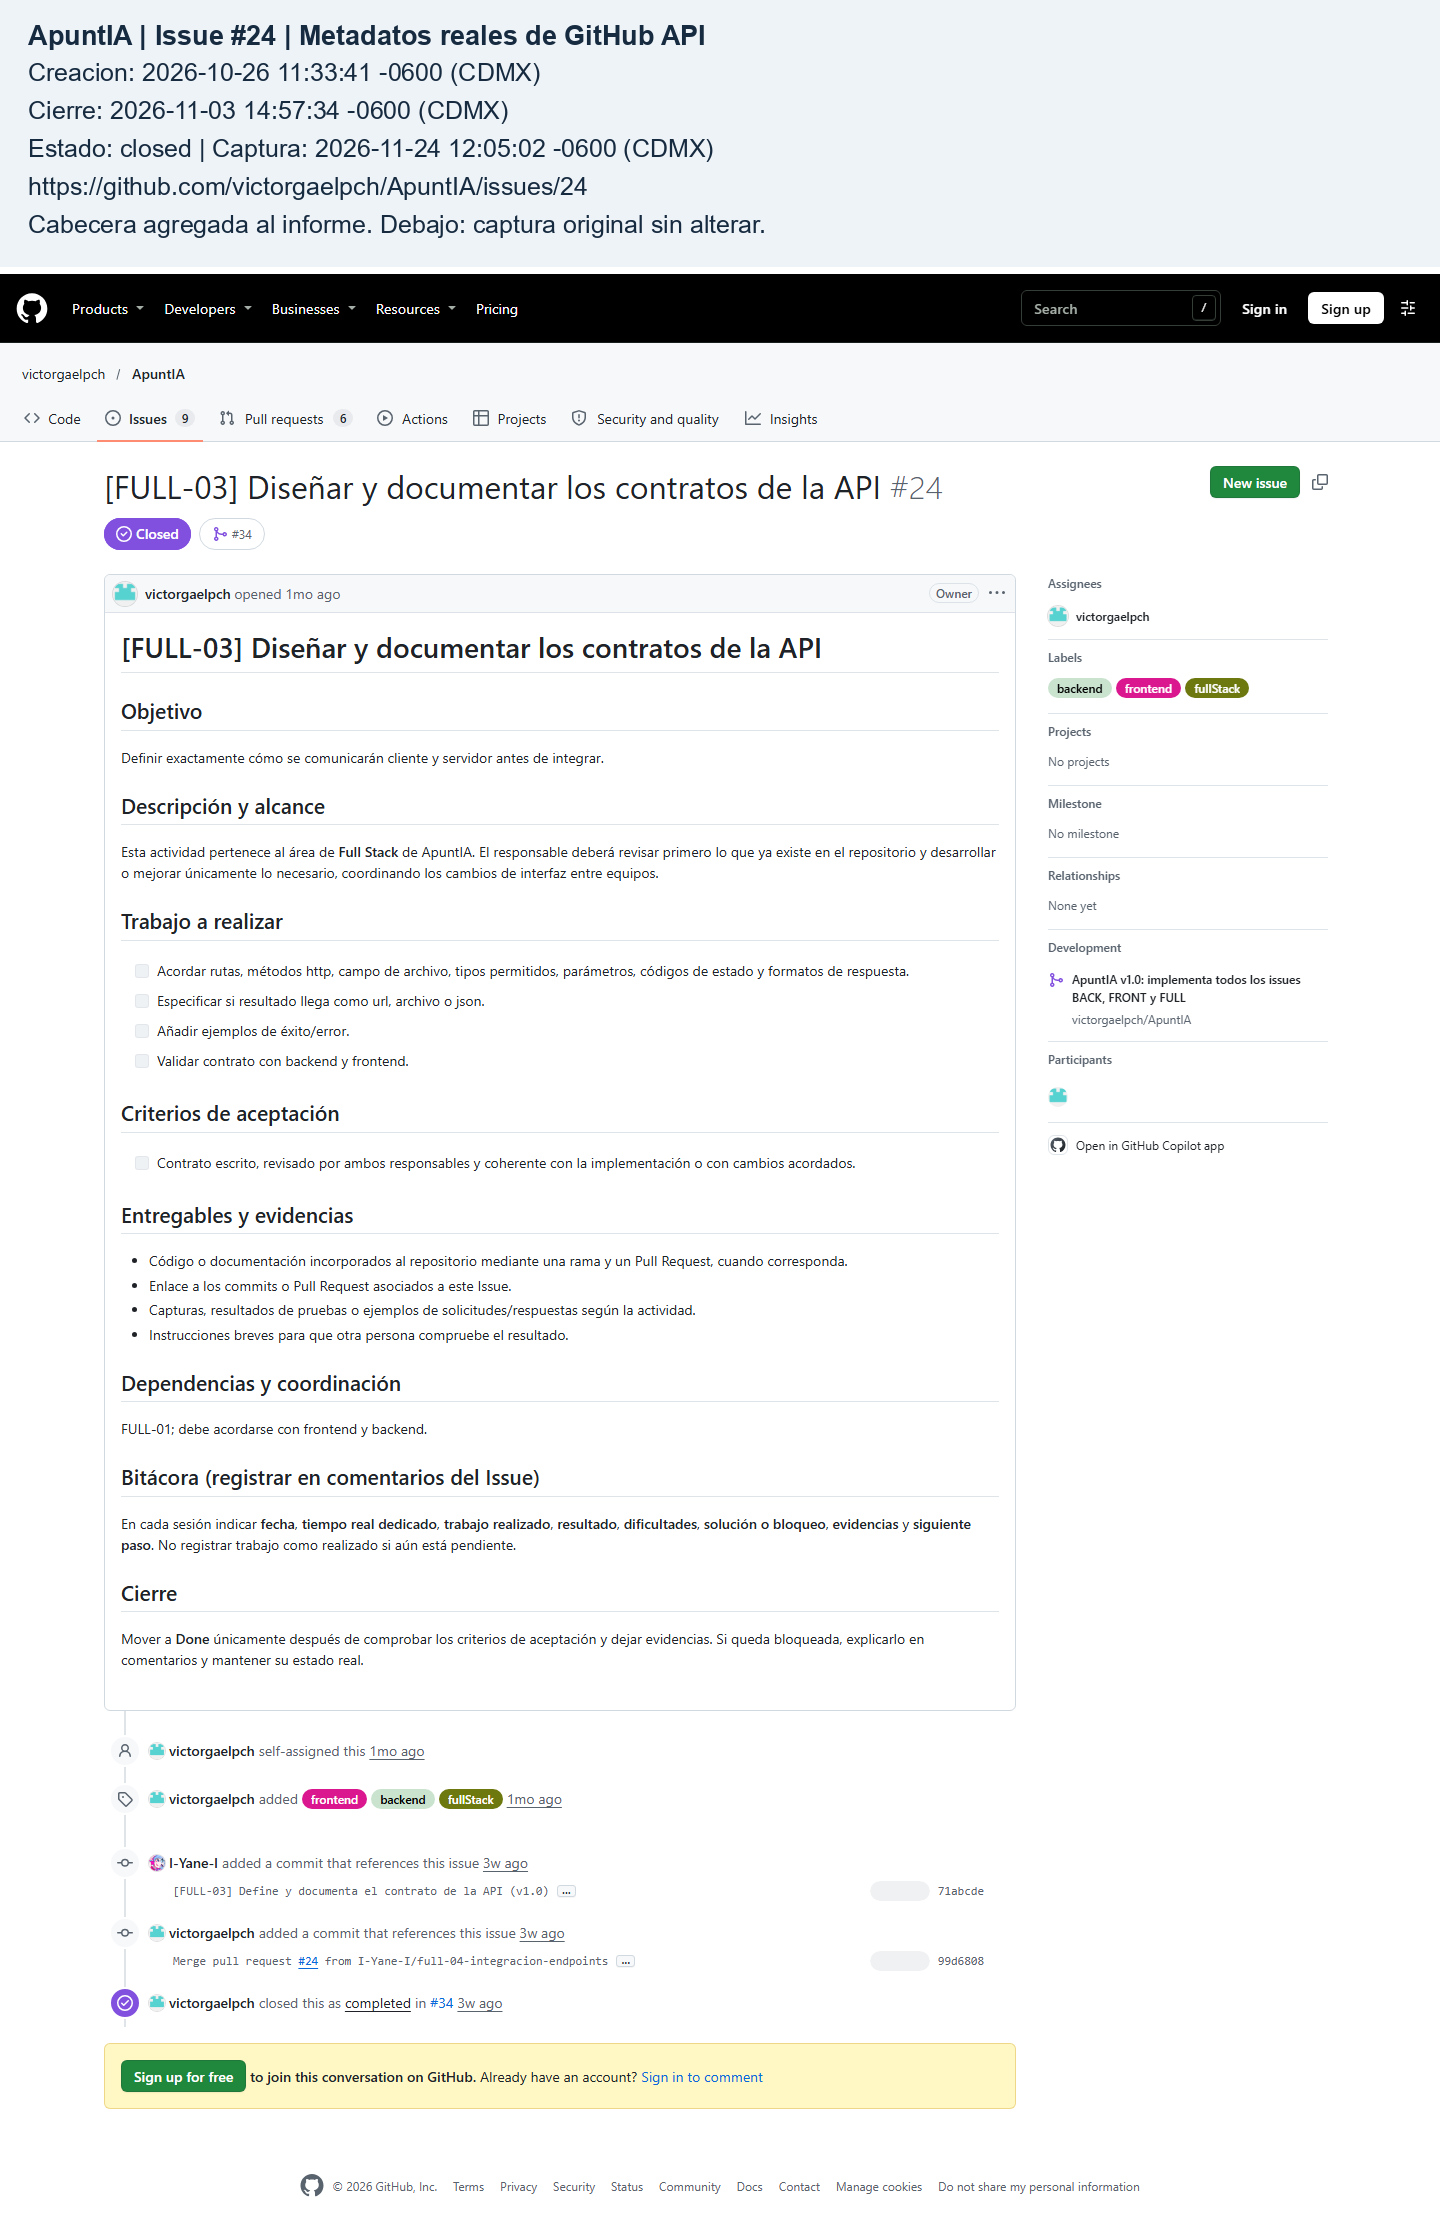 ApuntIA | Issue #24 | Metadatos reales de GitHub API
Creacion: 2026-10-26 11:33:41 -0600 (CDMX)
Cierre: 2026-11-03 14:57:34 -0600 (CDMX)
Estado: closed | Captura: 2026-11-24 12:05:02 -0600 (CDMX)
https://github.com/victorgaelpch/ApuntIA/issues/24
Cabecera agregada al informe. Debajo: captura original sin alterar.
Products Developers Businesses Resources Pricing Search / Sign in Sign up
victorgaelpch / ApuntIA
Code Issues 9 Pull requests 6 Actions Projects Security and quality Insights
[FULL-03] Diseñar y documentar los contratos de la API #24
New issue
Closed #34
victorgaelpch opened 1mo ago Owner
[FULL-03] Diseñar y documentar los contratos de la API
Objetivo
Definir exactamente cómo se comunicarán cliente y servidor antes de integrar.
Descripción y alcance
Esta actividad pertenece al área de Full Stack de ApuntIA. El responsable deberá revisar primero lo que ya existe en el repositorio y desarrollar
o mejorar únicamente lo necesario, coordinando los cambios de interfaz entre equipos.
Trabajo a realizar
Acordar rutas, métodos http, campo de archivo, tipos permitidos, parámetros, códigos de estado y formatos de respuesta.
Especificar si resultado llega como url, archivo o json.
Añadir ejemplos de éxito/error.
Validar contrato con backend y frontend.
Criterios de aceptación
Contrato escrito, revisado por ambos responsables y coherente con la implementación o con cambios acordados.
Entregables y evidencias
Código o documentación incorporados al repositorio mediante una rama y un Pull Request, cuando corresponda.
Enlace a los commits o Pull Request asociados a este Issue.
Capturas, resultados de pruebas o ejemplos de solicitudes/respuestas según la actividad.
Instrucciones breves para que otra persona compruebe el resultado.
Dependencias y coordinación
FULL-01; debe acordarse con frontend y backend.
Bitácora (registrar en comentarios del Issue)
En cada sesión indicar fecha, tiempo real dedicado, trabajo realizado, resultado, dificultades, solución o bloqueo, evidencias y siguiente
paso. No registrar trabajo como realizado si aún está pendiente.
Cierre
Mover a Done únicamente después de comprobar los criterios de aceptación y dejar evidencias. Si queda bloqueada, explicarlo en
comentarios y mantener su estado real.
Assignees
victorgaelpch
Labels
backend frontend fullStack
Projects
No projects
Milestone
No milestone
Relationships
None yet
Development
ApuntIA v1.0: implementa todos los issues
BACK, FRONT y FULL
victorgaelpch/ApuntIA
Participants
Open in GitHub Copilot app
victorgaelpch self-assigned this 1mo ago
victorgaelpch added frontend backend fullStack 1mo ago
I-Yane-I added a commit that references this issue 3w ago
[FULL-03] Define y documenta el contrato de la API (v1.0) ... 71abcde
victorgaelpch added a commit that references this issue 3w ago
Merge pull request #24 from I-Yane-I/full-04-integracion-endpoints ... 99d6808
victorgaelpch closed this as completed in #34 3w ago
Sign up for free to join this conversation on GitHub. Already have an account? Sign in to comment
© 2026 GitHub, Inc. Terms Privacy Security Status Community Docs Contact Manage cookies Do not share my personal information